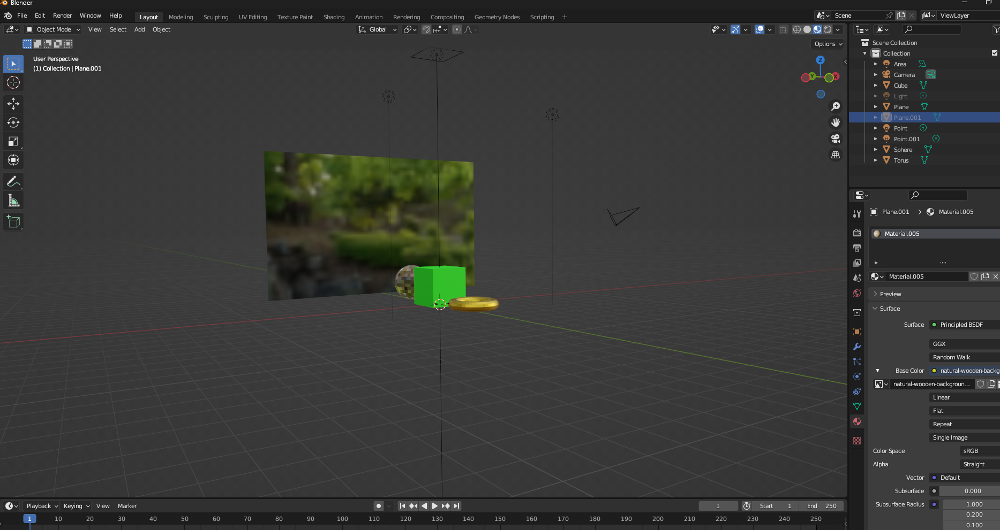 Blender
File Edit Render Window Help Layout Modeling Sculpting UV Editing Texture Paint Shading Animation Rendering Compositing Geometry Nodes Scripting + Scene ViewLayer
Object Mode View Select Add Object Global
Options
User Perspective
(1) Collection | Plane.001
Z
Y
X
Scene Collection
Collection
Area
Camera
Cube
Light
Plane
Plane.001
Point
Point.001
Sphere
Torus
Plane.001 > Material.005
Material.005
Material.005
Preview
Surface
Surface Principled BSDF
GGX
Random Walk
Base Color natural-wooden-backg
natural-wooden-backgroun...
Linear
Flat
Repeat
Single Image
Color Space sRGB
Alpha Straight
Vector Default
Subsurface 0.000
Subsurface Radius 1.000
0.200
0.100
Playback Keying View Marker 1 Start 1 End 250
1 10 20 30 40 50 60 70 80 90 100 110 120 130 140 150 160 170 180 190 200 210 220 230 240 250